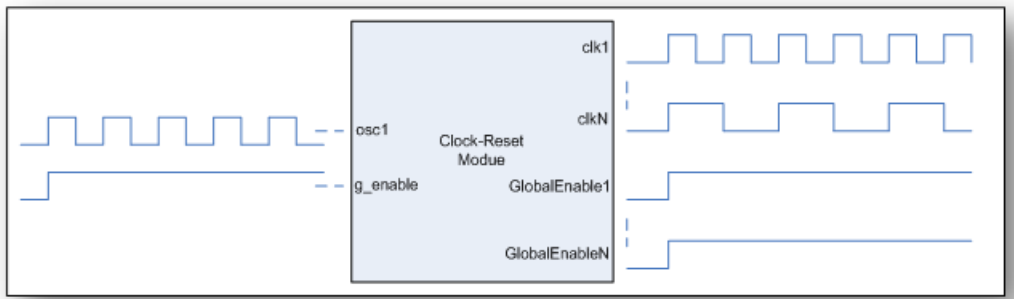 clk1
osc1
clkN
Clock-Reset
Modue
g_enable
GlobalEnable1
GlobalEnableN